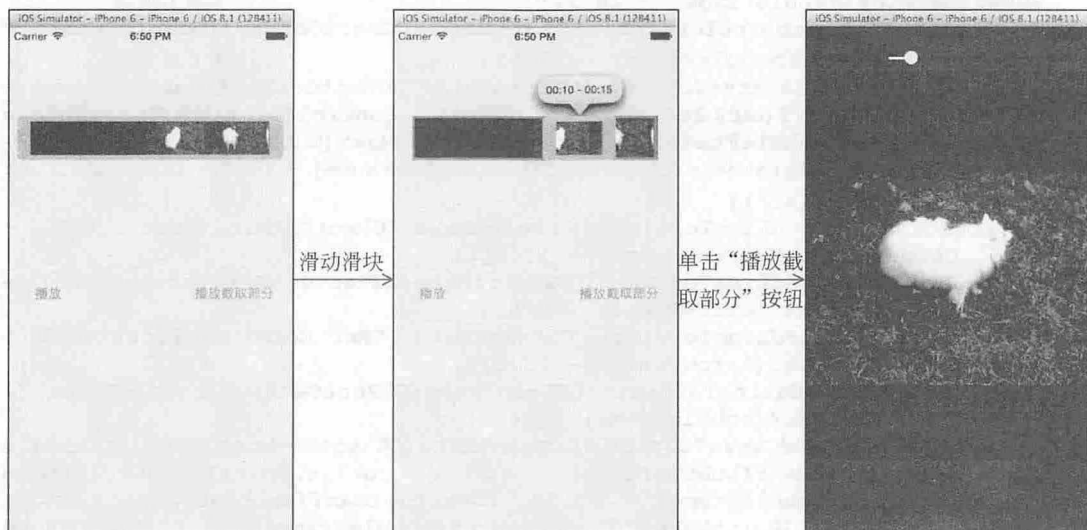 iOS Simulator - iPhone 6 - iPhone 6 / iOS 8.1 (12B411)
Carrier 6:50 PM
播放
播放截取部分
滑动滑块
iOS Simulator - iPhone 6 - iPhone 6 / iOS 8.1 (12B411)
Carrier 6:50 PM
00:10 - 00:15
播放
播放截取部分
单击“播放截
取部分”按钮
iOS Simulator - iPhone 6 - iPhone 6 / iOS 8.1 (12B411)